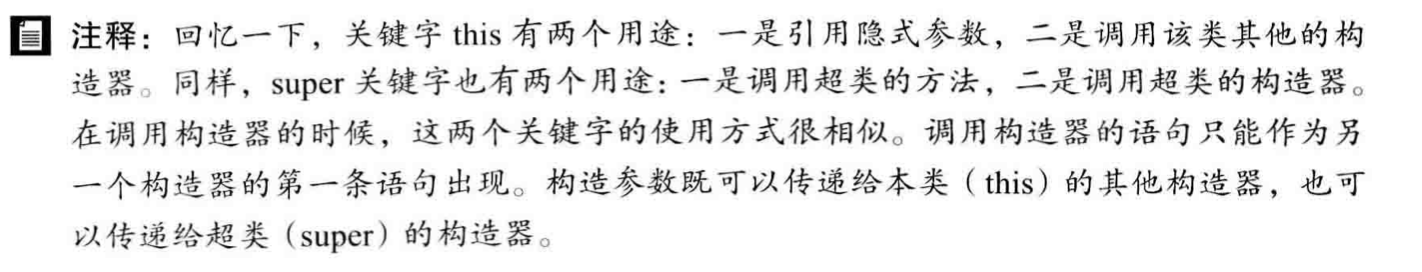 注释：回忆一下，关键字 this 有两个用途：一是引用隐式参数，二是调用该类其他的构
造器。同样，super 关键字也有两个用途：一是调用超类的方法，二是调用超类的构造器。
在调用构造器的时候，这两个关键字的使用方式很相似。调用构造器的语句只能作为另
一个构造器的第一条语句出现。构造参数既可以传递给本类（this）的其他构造器，也可
以传递给超类（super）的构造器。